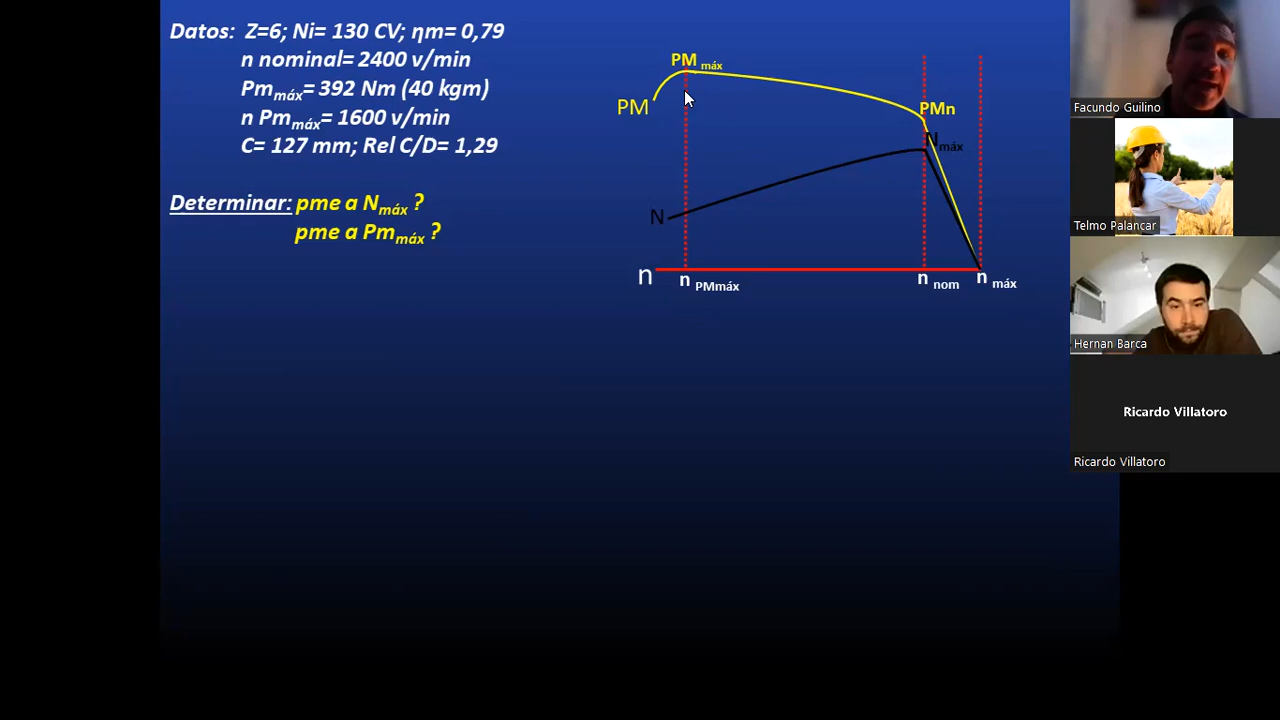 Datos: Z=6; Ni= 130 CV; ηm= 0,79
n nominal= 2400 v/min
Pmmáx= 392 Nm (40 kgm)
n Pmmáx= 1600 v/min
C= 127 mm; Rel C/D= 1,29
Determinar: pme a Nmáx ?
pme a Pmmáx ?
PM máx
PM
PMn
Nmáx
N
n
n PMmáx
n nom
n máx
Facundo Guilino
Telmo Palancar
Hernan Barca
Ricardo Villatoro
Ricardo Villatoro